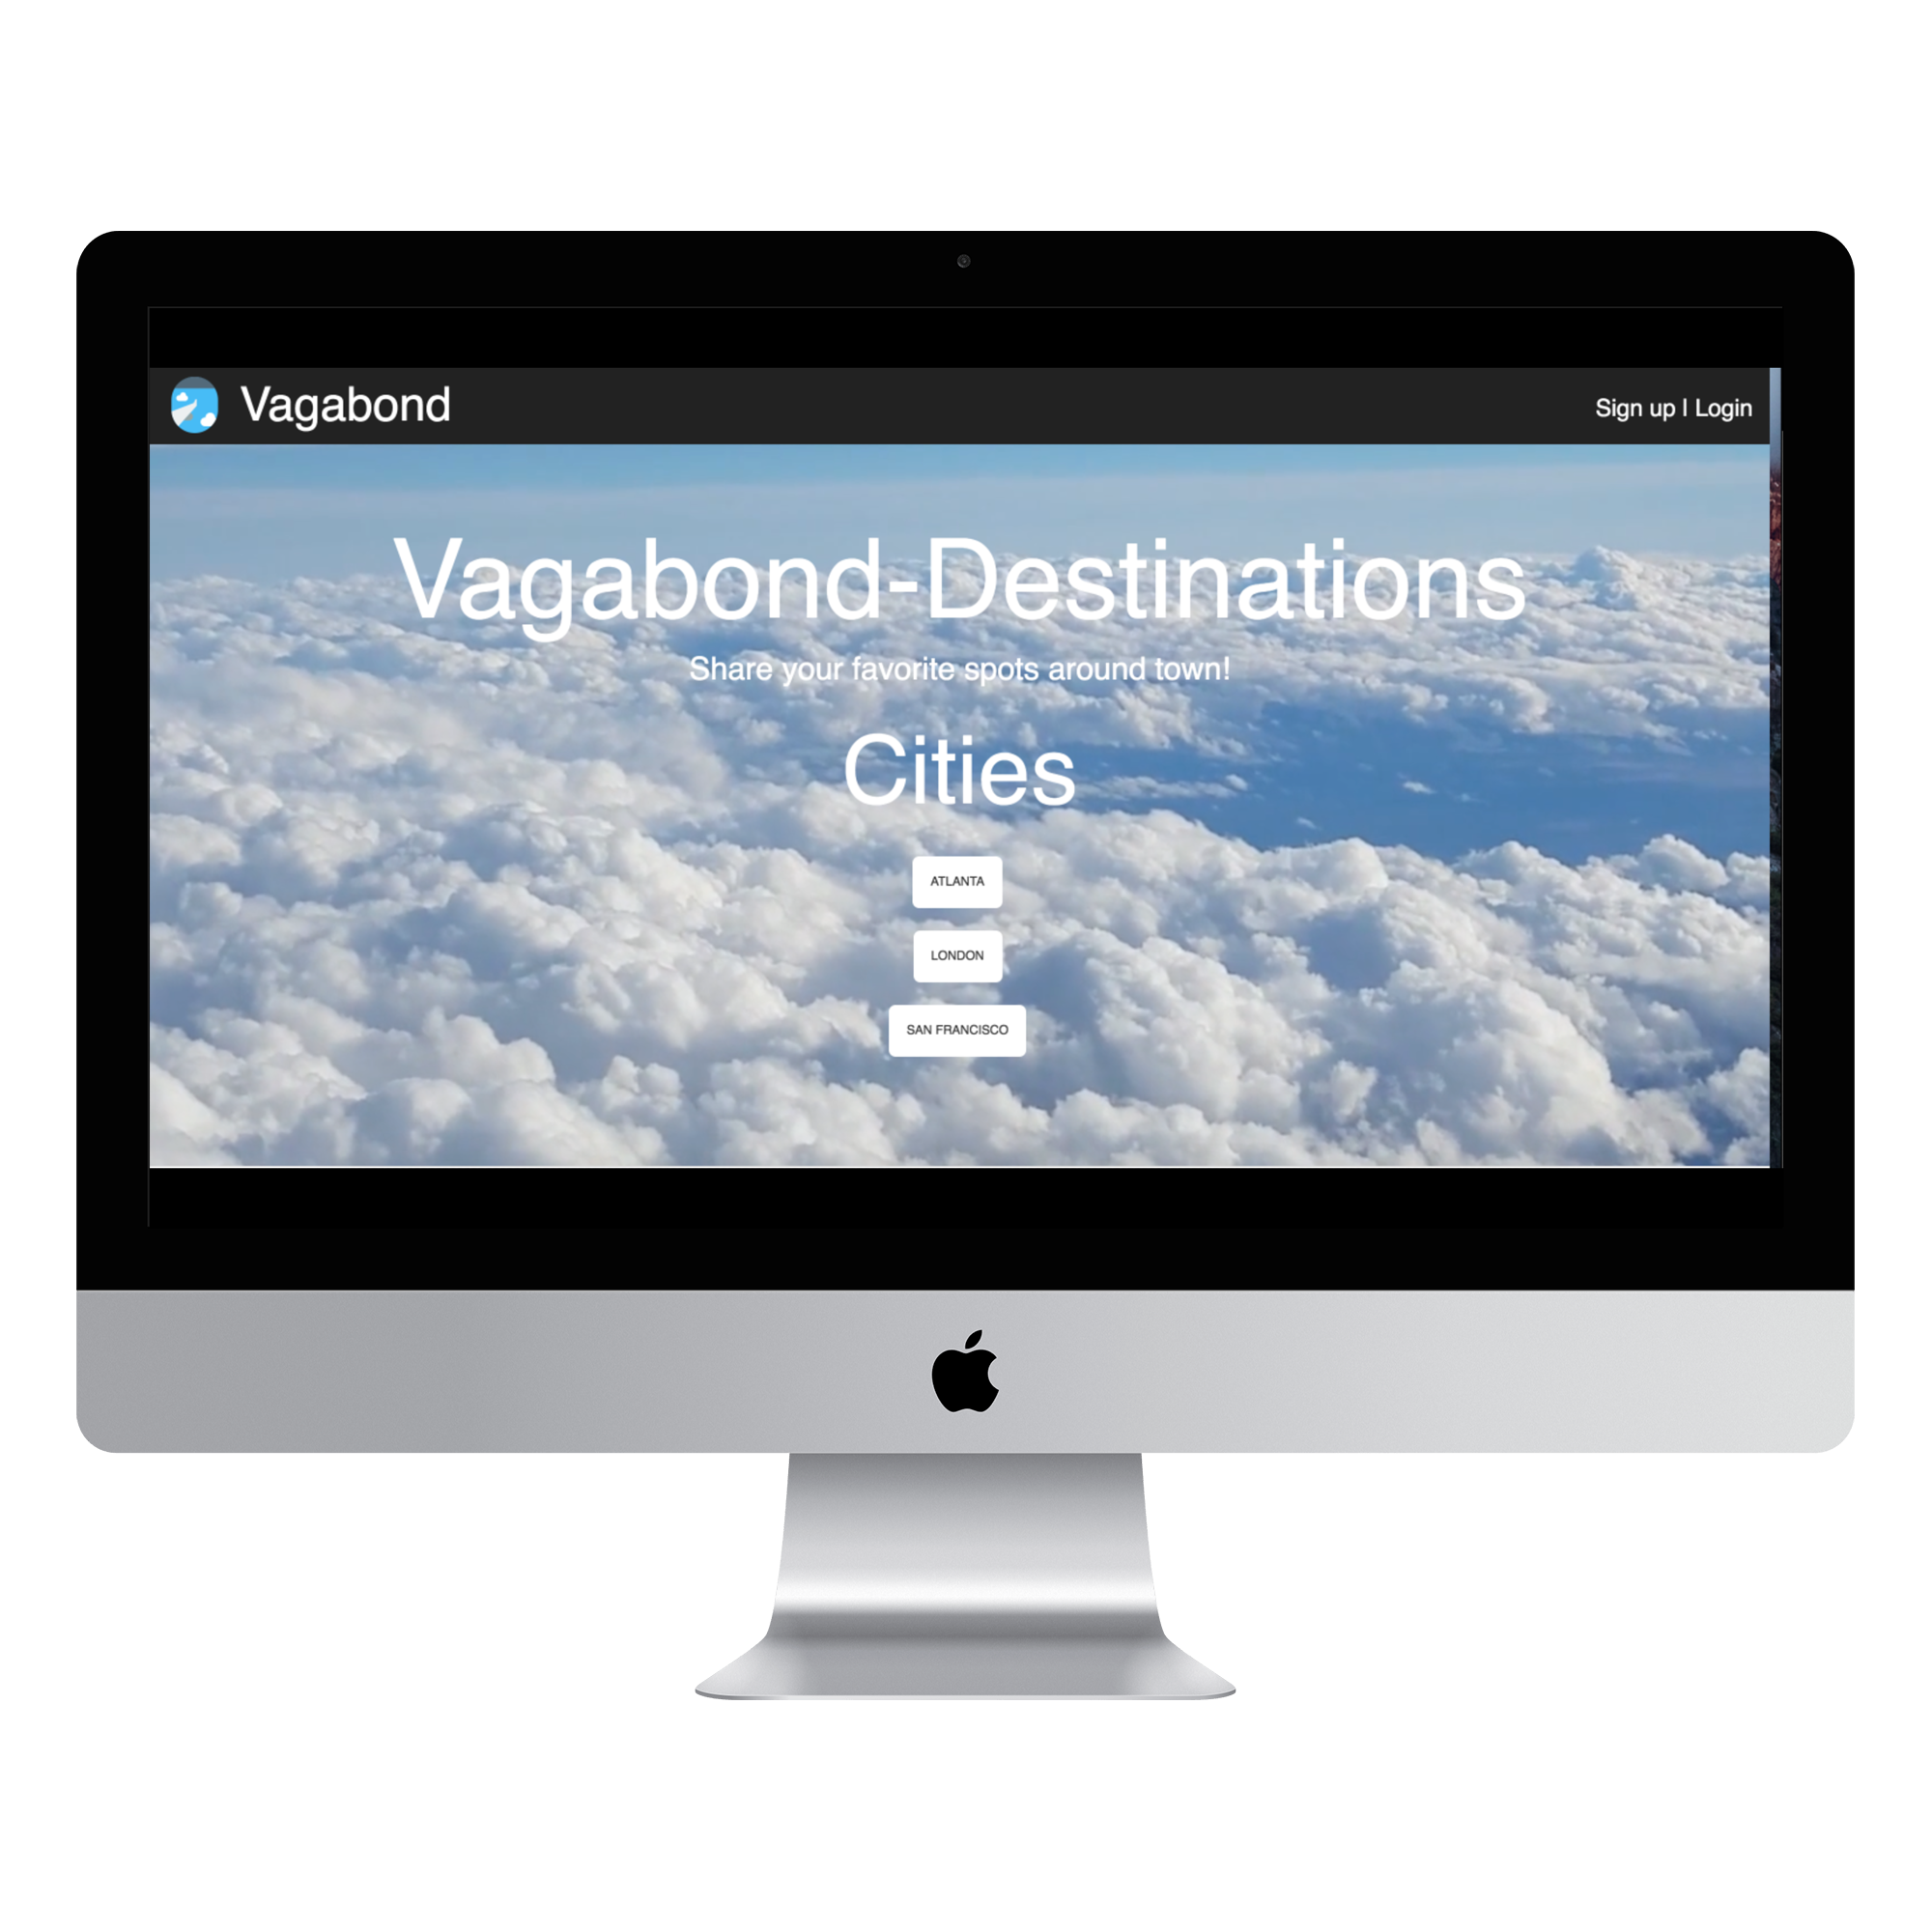 Vagabond
Sign up | Login
Vagabond-Destinations
Share your favorite spots around town!
Cities
ATLANTA
LONDON
SAN FRANCISCO